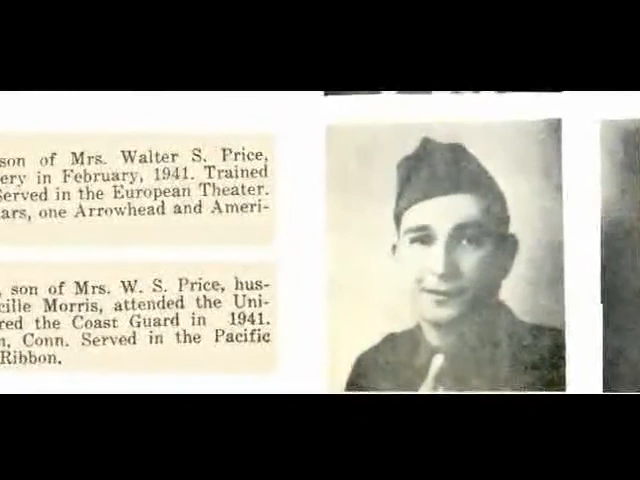 son of Mrs. Walter S. Price,
ery in February, 1941. Trained
Served in the European Theater.
ars, one Arrowhead and Ameri-
, son of Mrs. W. S. Price, hus-
cille Morris, attended the Uni-
red the Coast Guard in 1941.
n, Conn. Served in the Pacific
Ribbon.